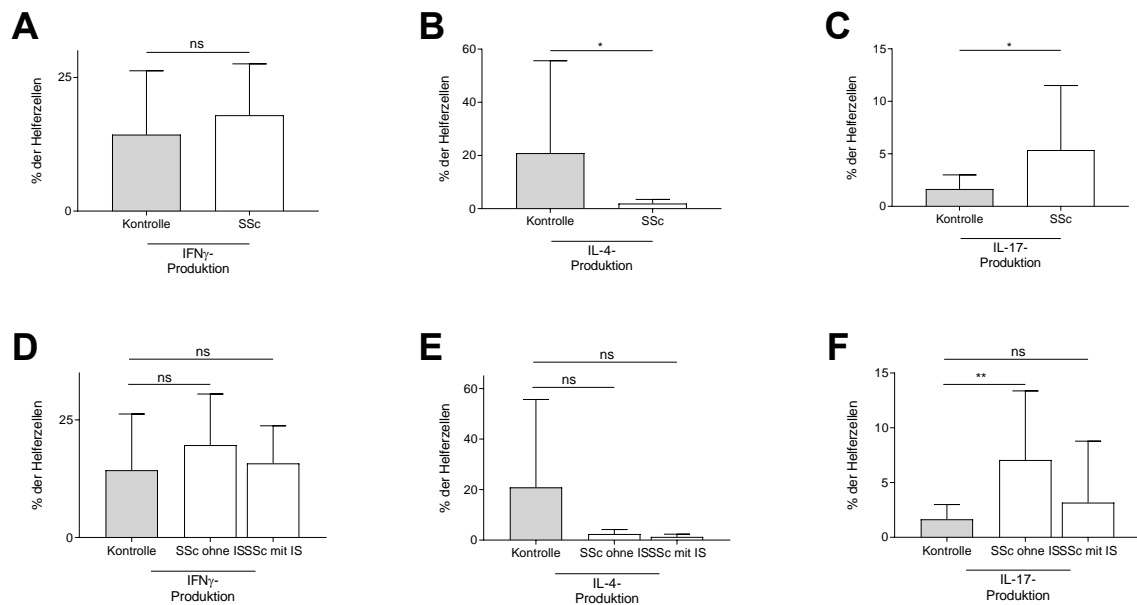 A
ns
% der Helferzellen
25
0
Kontrolle
SSc
IFNγ-
Produktion
B
*
% der Helferzellen
60
40
20
0
Kontrolle
SSc
IL-4-
Produktion
C
*
% der Helferzellen
15
10
5
0
Kontrolle
SSc
IL-17-
Produktion
D
ns
ns
% der Helferzellen
25
0
Kontrolle
SSc ohne IS
SSc mit IS
IFNγ-
Produktion
E
ns
ns
% der Helferzellen
60
40
20
0
Kontrolle
SSc ohne IS
SSc mit IS
IL-4-
Produktion
F
ns
**
% der Helferzellen
15
10
5
0
Kontrolle
SSc ohne IS
SSc mit IS
IL-17-
Produktion